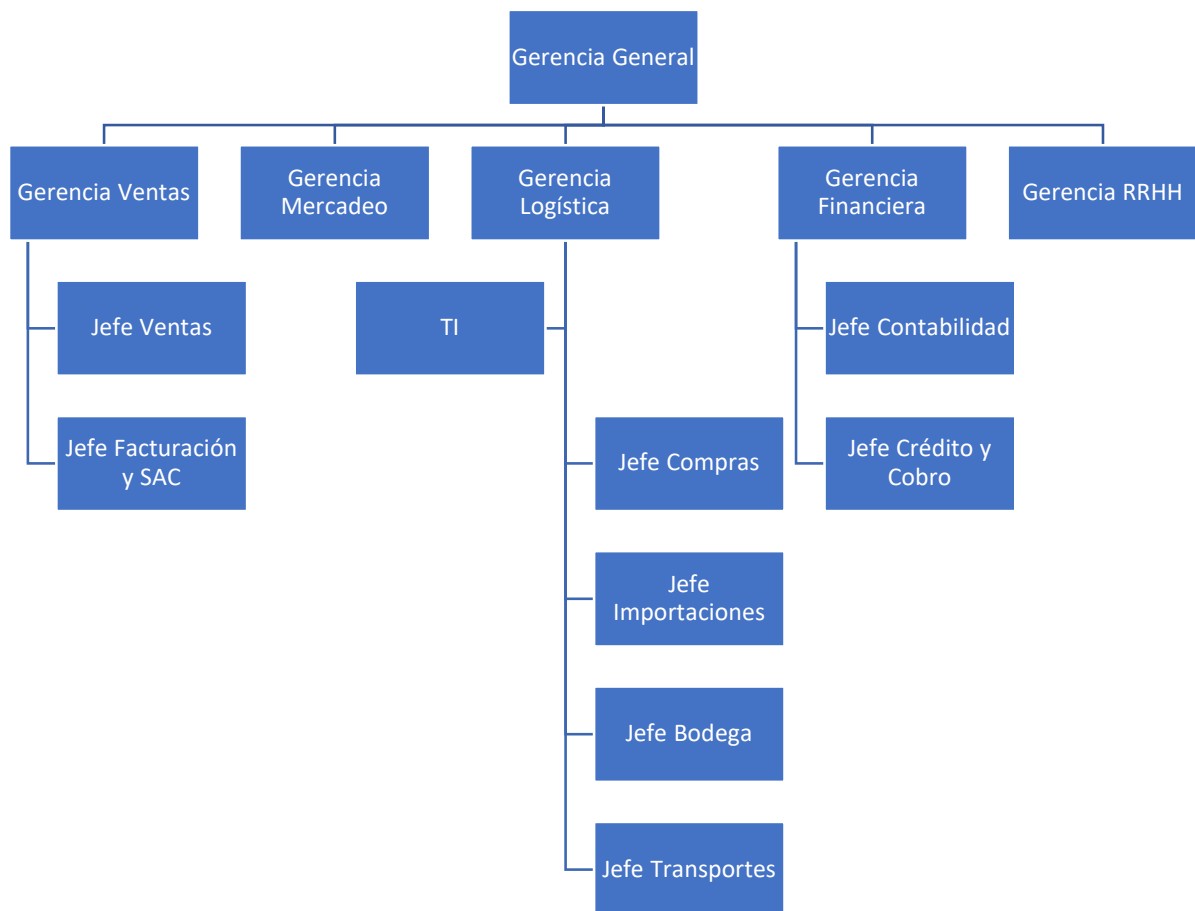 Gerencia General
Gerencia Ventas
Gerencia
Mercadeo
Gerencia
Logística
Gerencia
Financiera
Gerencia RRHH
Jefe Ventas
TI
Jefe Contabilidad
Jefe Facturación
y SAC
Jefe Compras
Jefe Crédito y
Cobro
Jefe
Importaciones
Jefe Bodega
Jefe Transportes